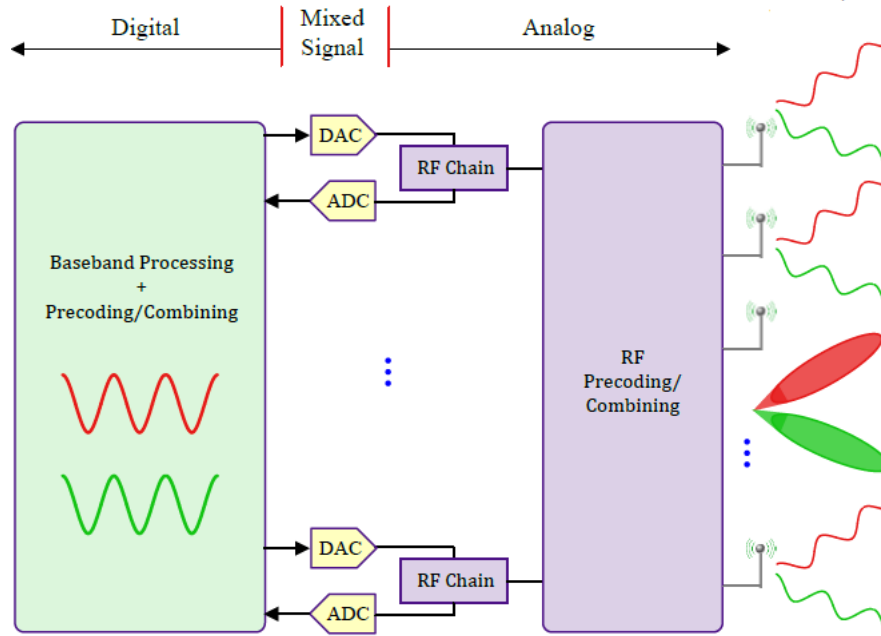 Digital
Mixed
Signal
Analog
DAC
RF Chain
ADC
Baseband Processing
+
Precoding/Combining
RF
Precoding/
Combining
DAC
RF Chain
ADC